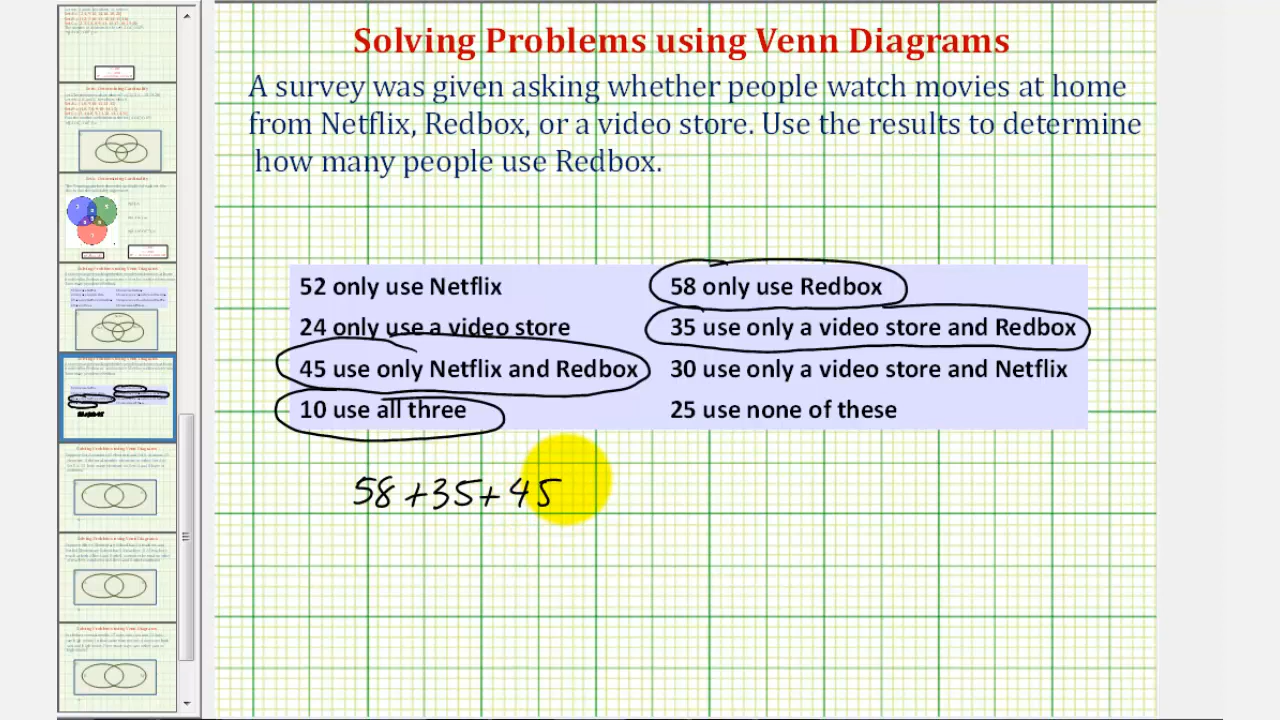 Solving Problems using Venn Diagrams
A survey was given asking whether people watch movies at home
from Netflix, Redbox, or a video store. Use the results to determine
how many people use Redbox.
52 only use Netflix
58 only use Redbox
24 only use a video store
35 use only a video store and Redbox
45 use only Netflix and Redbox
30 use only a video store and Netflix
10 use all three
25 use none of these
58+35+45